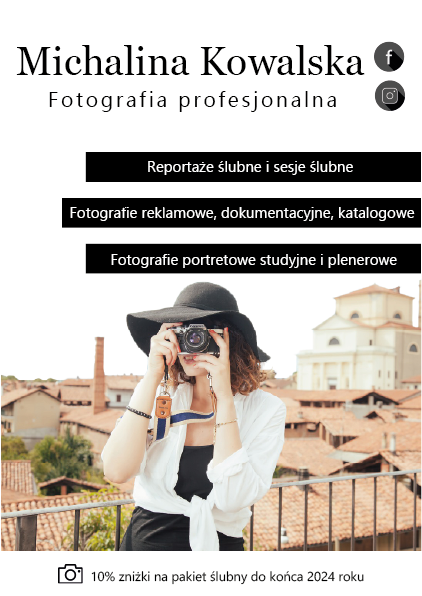 Michalina Kowalska
Fotografia profesjonalna
Reportaże ślubne i sesje ślubne
Fotografie reklamowe, dokumentacyjne, katalogowe
Fotografie portretowe studyjne i plenerowe
10% zniżki na pakiet ślubny do końca 2024 roku